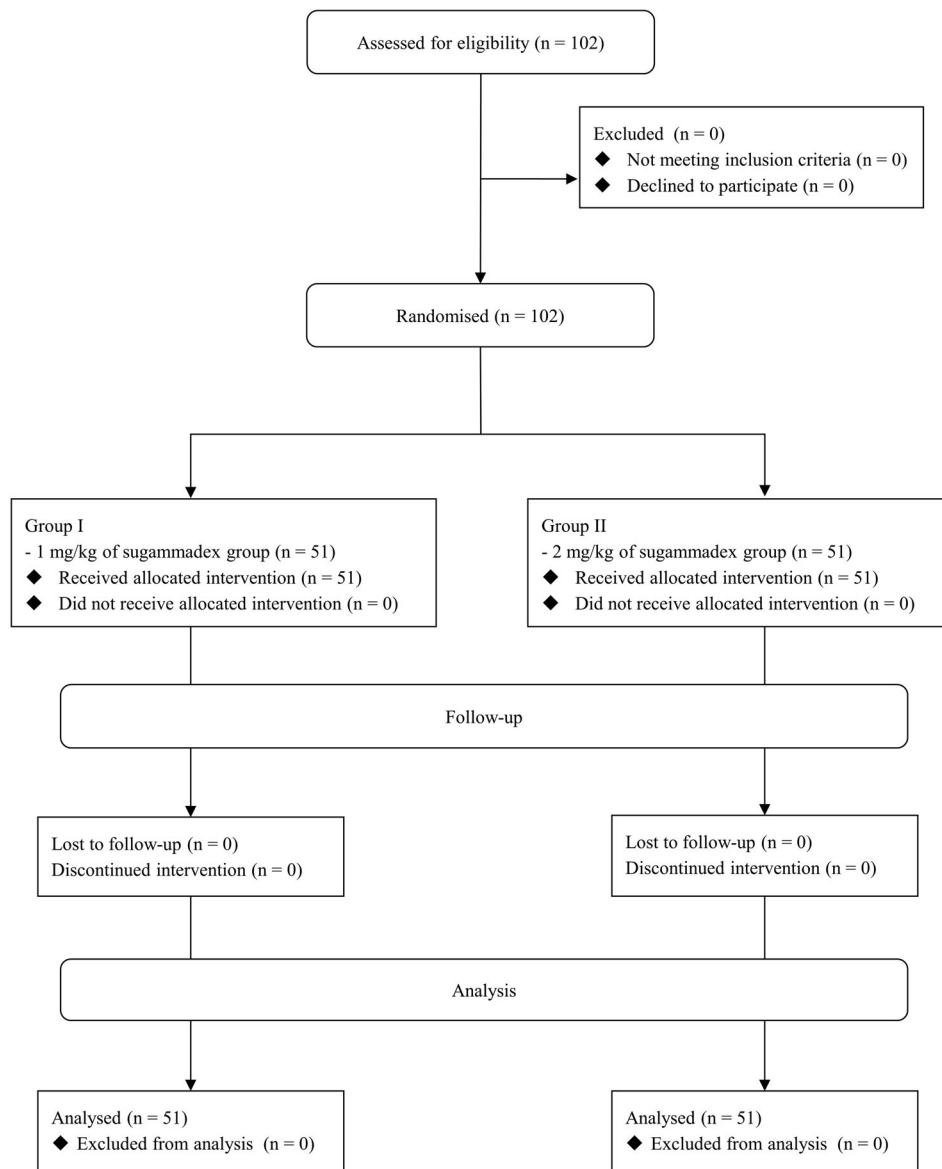 Assessed for eligibility (n = 102)
Excluded (n = 0)
◆ Not meeting inclusion criteria (n = 0)
◆ Declined to participate (n = 0)
Randomised (n = 102)
Group I
- 1 mg/kg of sugammadex group (n = 51)
◆ Received allocated intervention (n = 51)
◆ Did not receive allocated intervention (n = 0)
Group II
- 2 mg/kg of sugammadex group (n = 51)
◆ Received allocated intervention (n = 51)
◆ Did not receive allocated intervention (n = 0)
Follow-up
Lost to follow-up (n = 0)
Discontinued intervention (n = 0)
Lost to follow-up (n = 0)
Discontinued intervention (n = 0)
Analysis
Analysed (n = 51)
◆ Excluded from analysis (n = 0)
Analysed (n = 51)
◆ Excluded from analysis (n = 0)